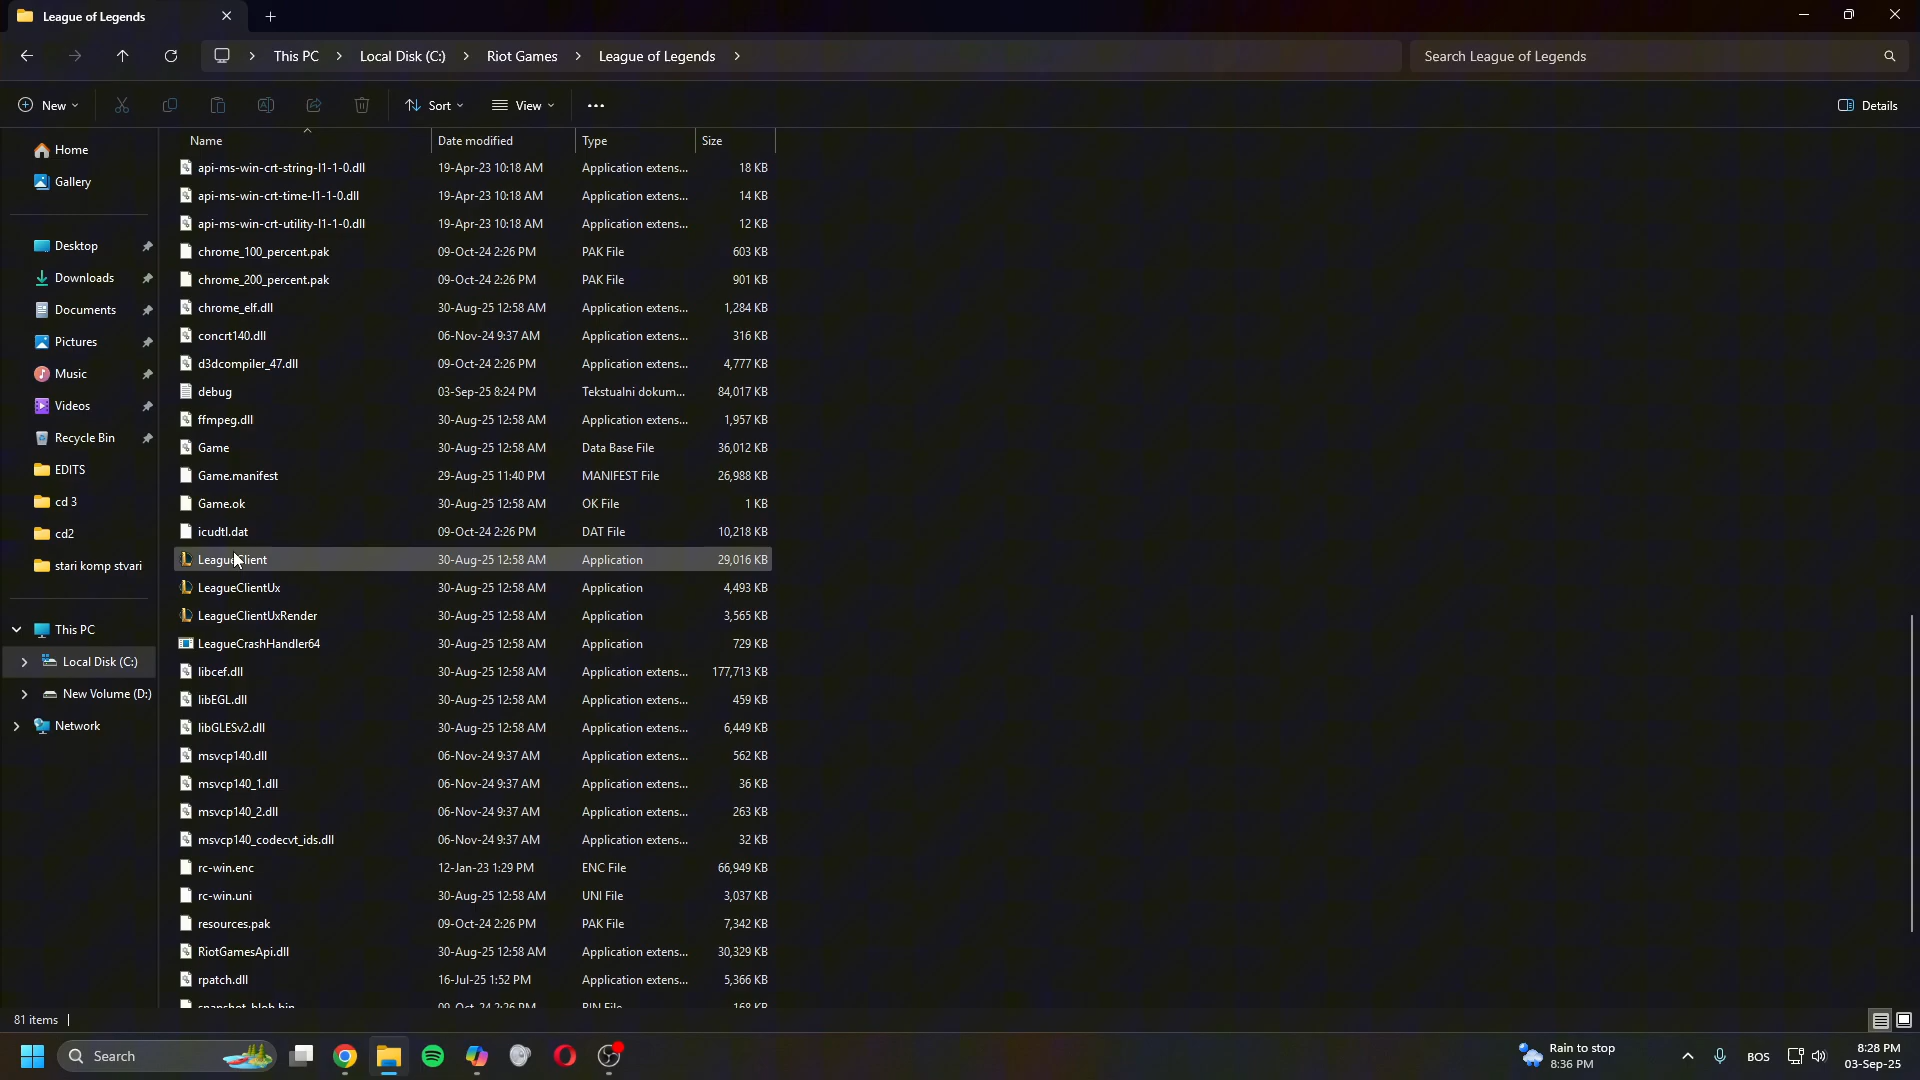 League of Legends
This PC > Local Disk (C:) > Riot Games > League of Legends >
Search League of Legends
New
Sort
View
Details
Home
Gallery
Desktop
Downloads
Documents
Pictures
Music
Videos
Recycle Bin
EDITS
cd 3
cd2
stari komp stvari
This PC
Local Disk (C:)
New Volume (D:)
Network
Name Date modified Type Size
api-ms-win-crt-string-l1-1-0.dll 19-Apr-23 10:18 AM Application extens... 18 KB
api-ms-win-crt-time-l1-1-0.dll 19-Apr-23 10:18 AM Application extens... 14 KB
api-ms-win-crt-utility-l1-1-0.dll 19-Apr-23 10:18 AM Application extens... 12 KB
chrome_100_percent.pak 09-Oct-24 2:26 PM PAK File 603 KB
chrome_200_percent.pak 09-Oct-24 2:26 PM PAK File 901 KB
chrome_elf.dll 30-Aug-25 12:58 AM Application extens... 1,284 KB
concrt140.dll 06-Nov-24 9:37 AM Application extens... 316 KB
d3dcompiler_47.dll 09-Oct-24 2:26 PM Application extens... 4,777 KB
debug 03-Sep-25 8:24 PM Tekstualni dokum... 84,017 KB
ffmpeg.dll 30-Aug-25 12:58 AM Application extens... 1,957 KB
Game 30-Aug-25 12:58 AM Data Base File 36,012 KB
Game.manifest 29-Aug-25 11:40 PM MANIFEST File 26,988 KB
Game.ok 30-Aug-25 12:58 AM OK File 1 KB
icudtl.dat 09-Oct-24 2:26 PM DAT File 10,218 KB
LeagueClient 30-Aug-25 12:58 AM Application 29,016 KB
LeagueClientUx 30-Aug-25 12:58 AM Application 4,493 KB
LeagueClientUxRender 30-Aug-25 12:58 AM Application 3,565 KB
LeagueCrashHandler64 30-Aug-25 12:58 AM Application 729 KB
libcef.dll 30-Aug-25 12:58 AM Application extens... 177,713 KB
libEGL.dll 30-Aug-25 12:58 AM Application extens... 459 KB
libGLESv2.dll 30-Aug-25 12:58 AM Application extens... 6,449 KB
msvcp140.dll 06-Nov-24 9:37 AM Application extens... 562 KB
msvcp140_1.dll 06-Nov-24 9:37 AM Application extens... 36 KB
msvcp140_2.dll 06-Nov-24 9:37 AM Application extens... 263 KB
msvcp140_codecvt_ids.dll 06-Nov-24 9:37 AM Application extens... 32 KB
rc-win.enc 12-Jan-23 1:29 PM ENC File 66,949 KB
rc-win.uni 30-Aug-25 12:58 AM UNI File 3,037 KB
resources.pak 09-Oct-24 2:26 PM PAK File 7,342 KB
RiotGamesApi.dll 30-Aug-25 12:58 AM Application extens... 30,329 KB
rpatch.dll 16-Jul-25 1:52 PM Application extens... 5,366 KB
snapshot_blob.bin 09-Oct-24 2:26 PM BIN File 168 KB
81 items
Search
Rain to stop
8:36 PM
BOS
8:28 PM
03-Sep-25